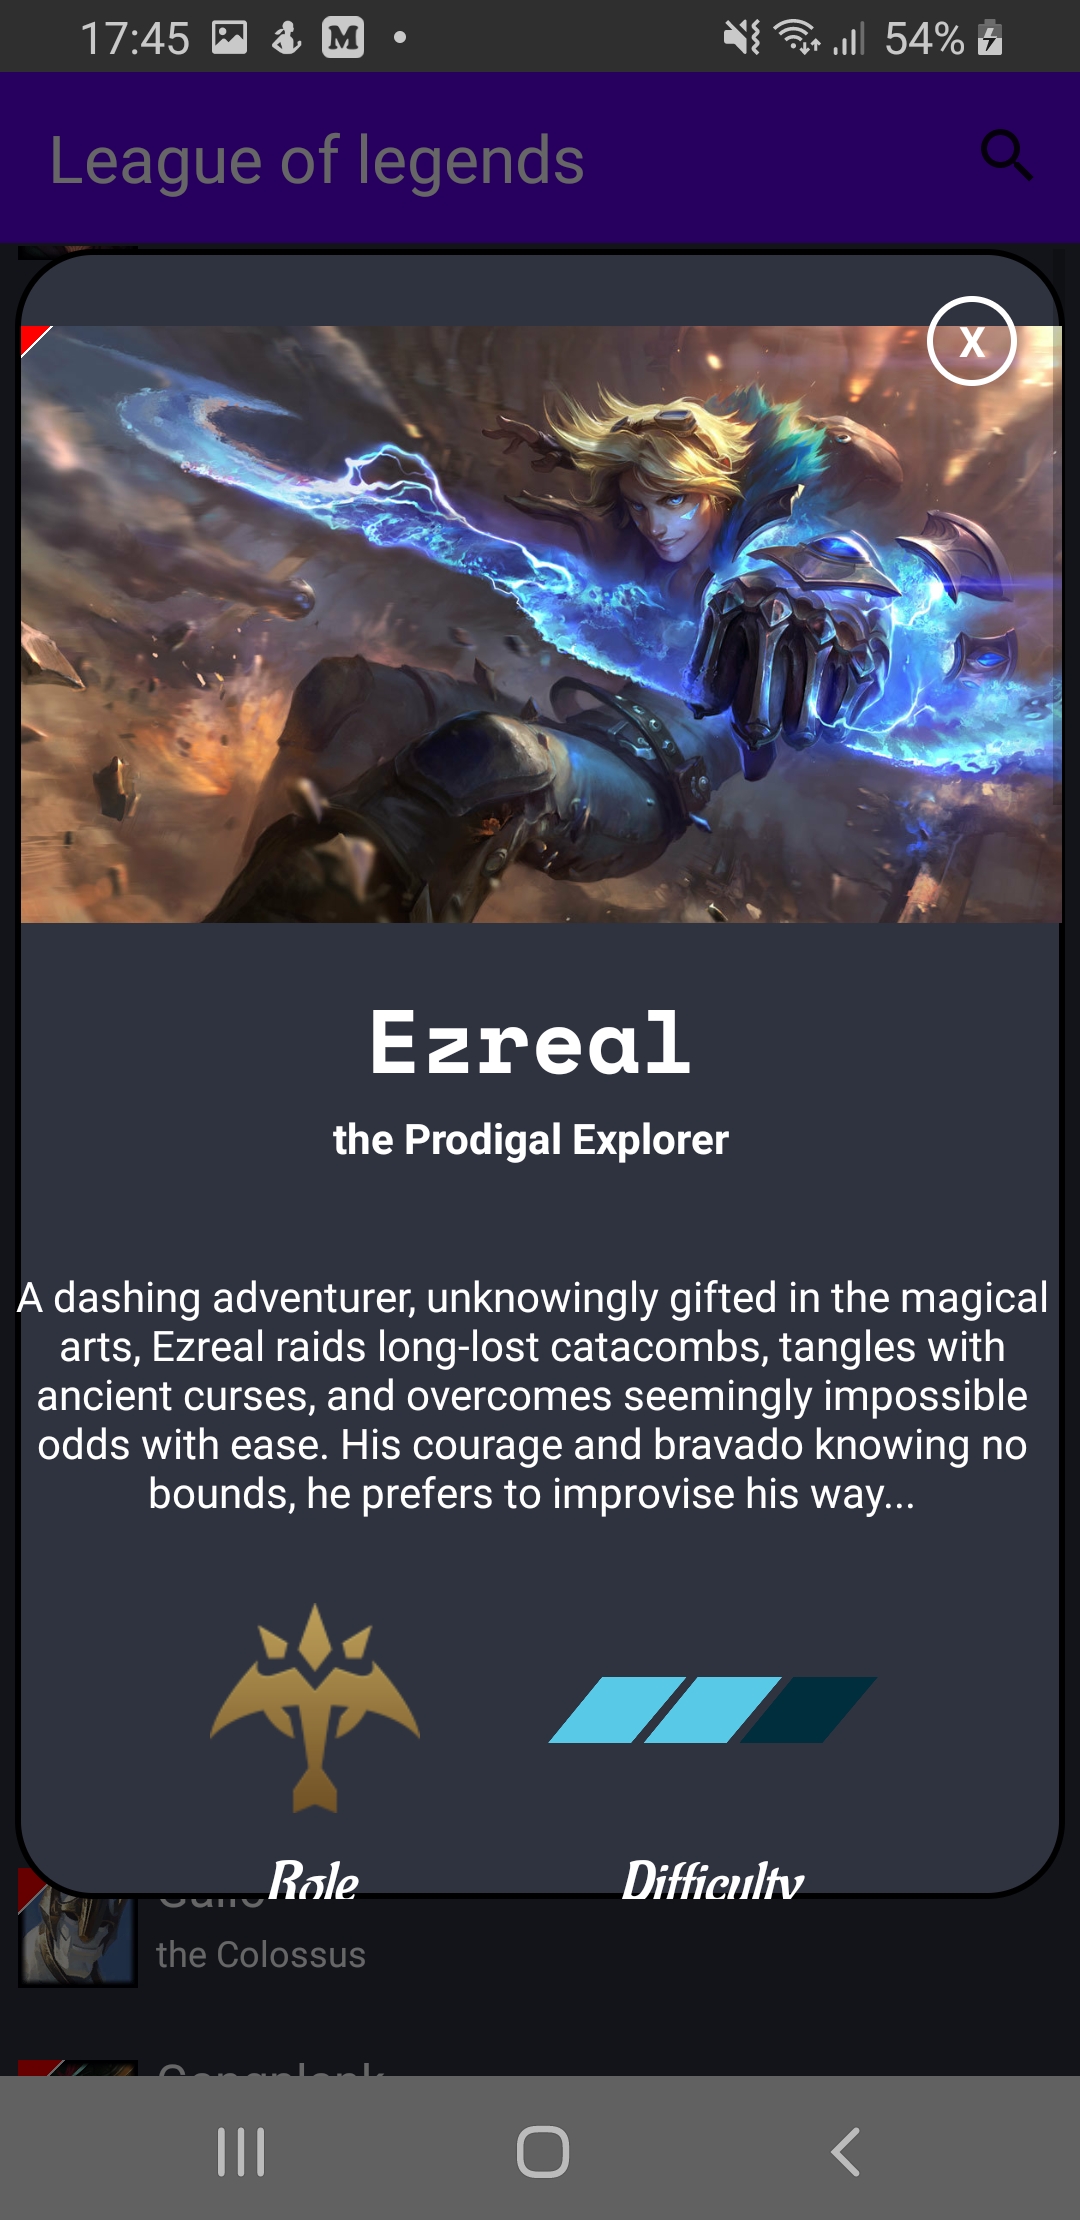 17:45
M
54%
League of legends
X
Ezreal
the Prodigal Explorer
A dashing adventurer, unknowingly gifted in the magical
arts, Ezreal raids long-lost catacombs, tangles with
ancient curses, and overcomes seemingly impossible
odds with ease. His courage and bravado knowing no
bounds, he prefers to improvise his way...
Role Difficulty
Galio
the Colossus
Gangplank